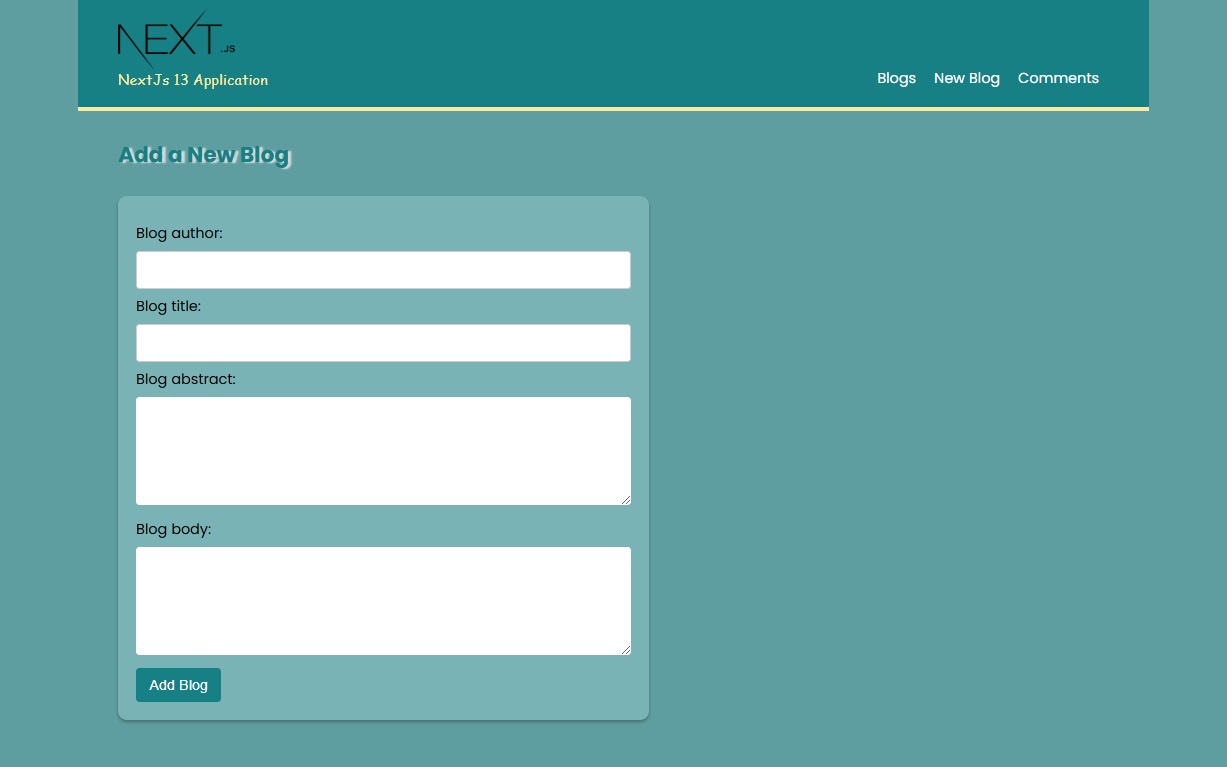 NEXT.JS
NextJs 13 Application
Blogs New Blog Comments
Add a New Blog
Blog author:
Blog title:
Blog abstract:
Blog body:
Add Blog